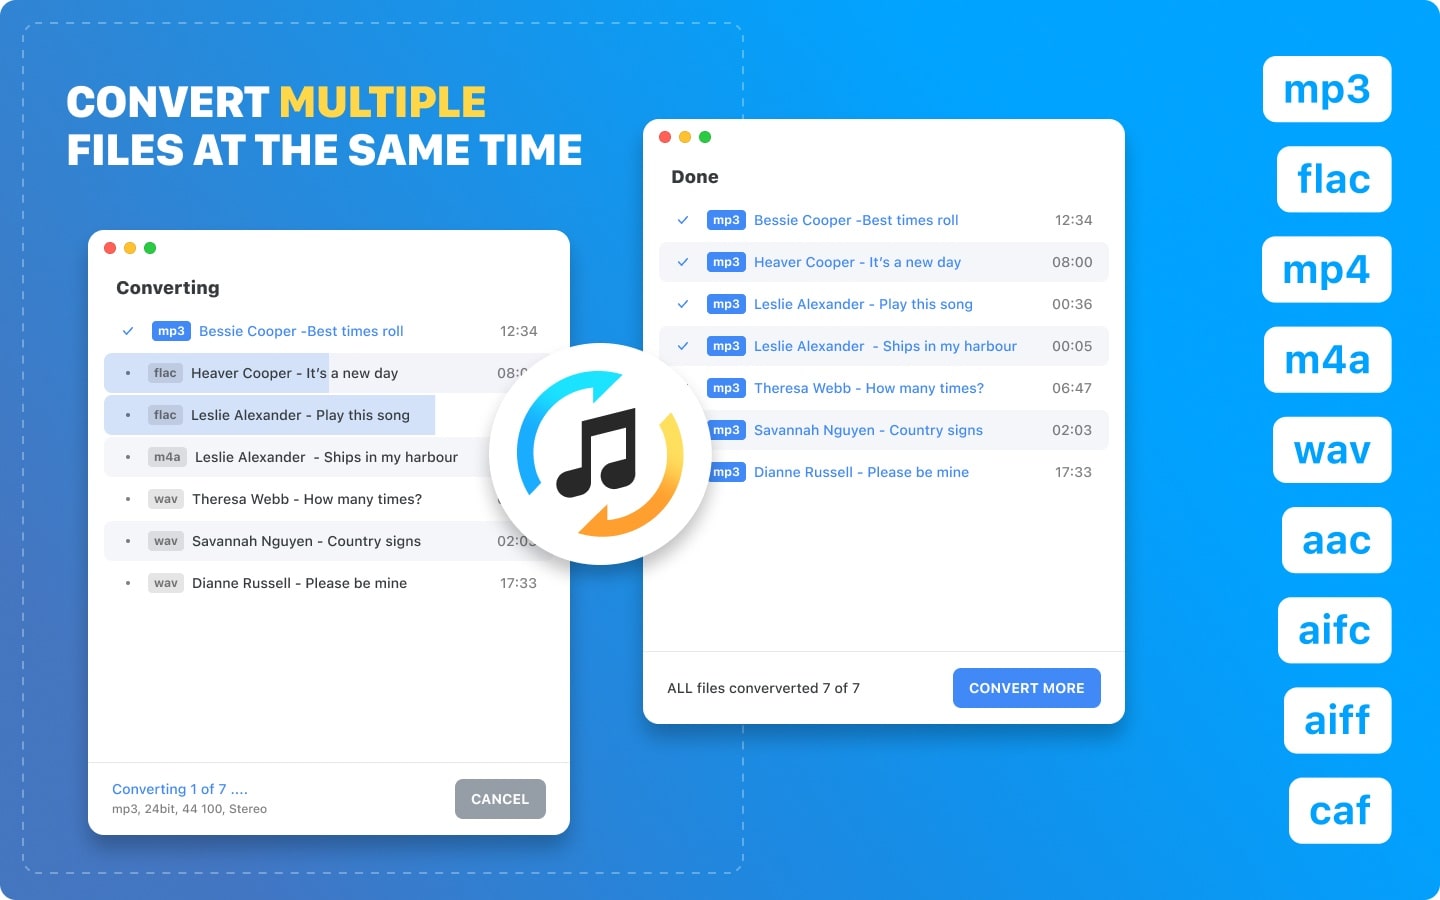 CONVERT MULTIPLE
FILES AT THE SAME TIME
Converting
mp3 Bessie Cooper -Best times roll 12:34
flac Heaver Cooper - It's a new day
flac Leslie Alexander - Play this song
m4a Leslie Alexander - Ships in my harbour
wav Theresa Webb - How many times?
wav Savannah Nguyen - Country signs 02:03
wav Dianne Russell - Please be mine 17:33
Converting 1 of 7 ....
mp3, 24bit, 44 100, Stereo
CANCEL
Done
mp3 Bessie Cooper -Best times roll 12:34
mp3 Heaver Cooper - It's a new day 08:00
mp3 Leslie Alexander - Play this song 00:36
mp3 Leslie Alexander - Ships in my harbour 00:05
mp3 Theresa Webb - How many times? 06:47
mp3 Savannah Nguyen - Country signs 02:03
mp3 Dianne Russell - Please be mine 17:33
ALL files conververted 7 of 7
CONVERT MORE
mp3
flac
mp4
m4a
wav
aac
aifc
aiff
caf